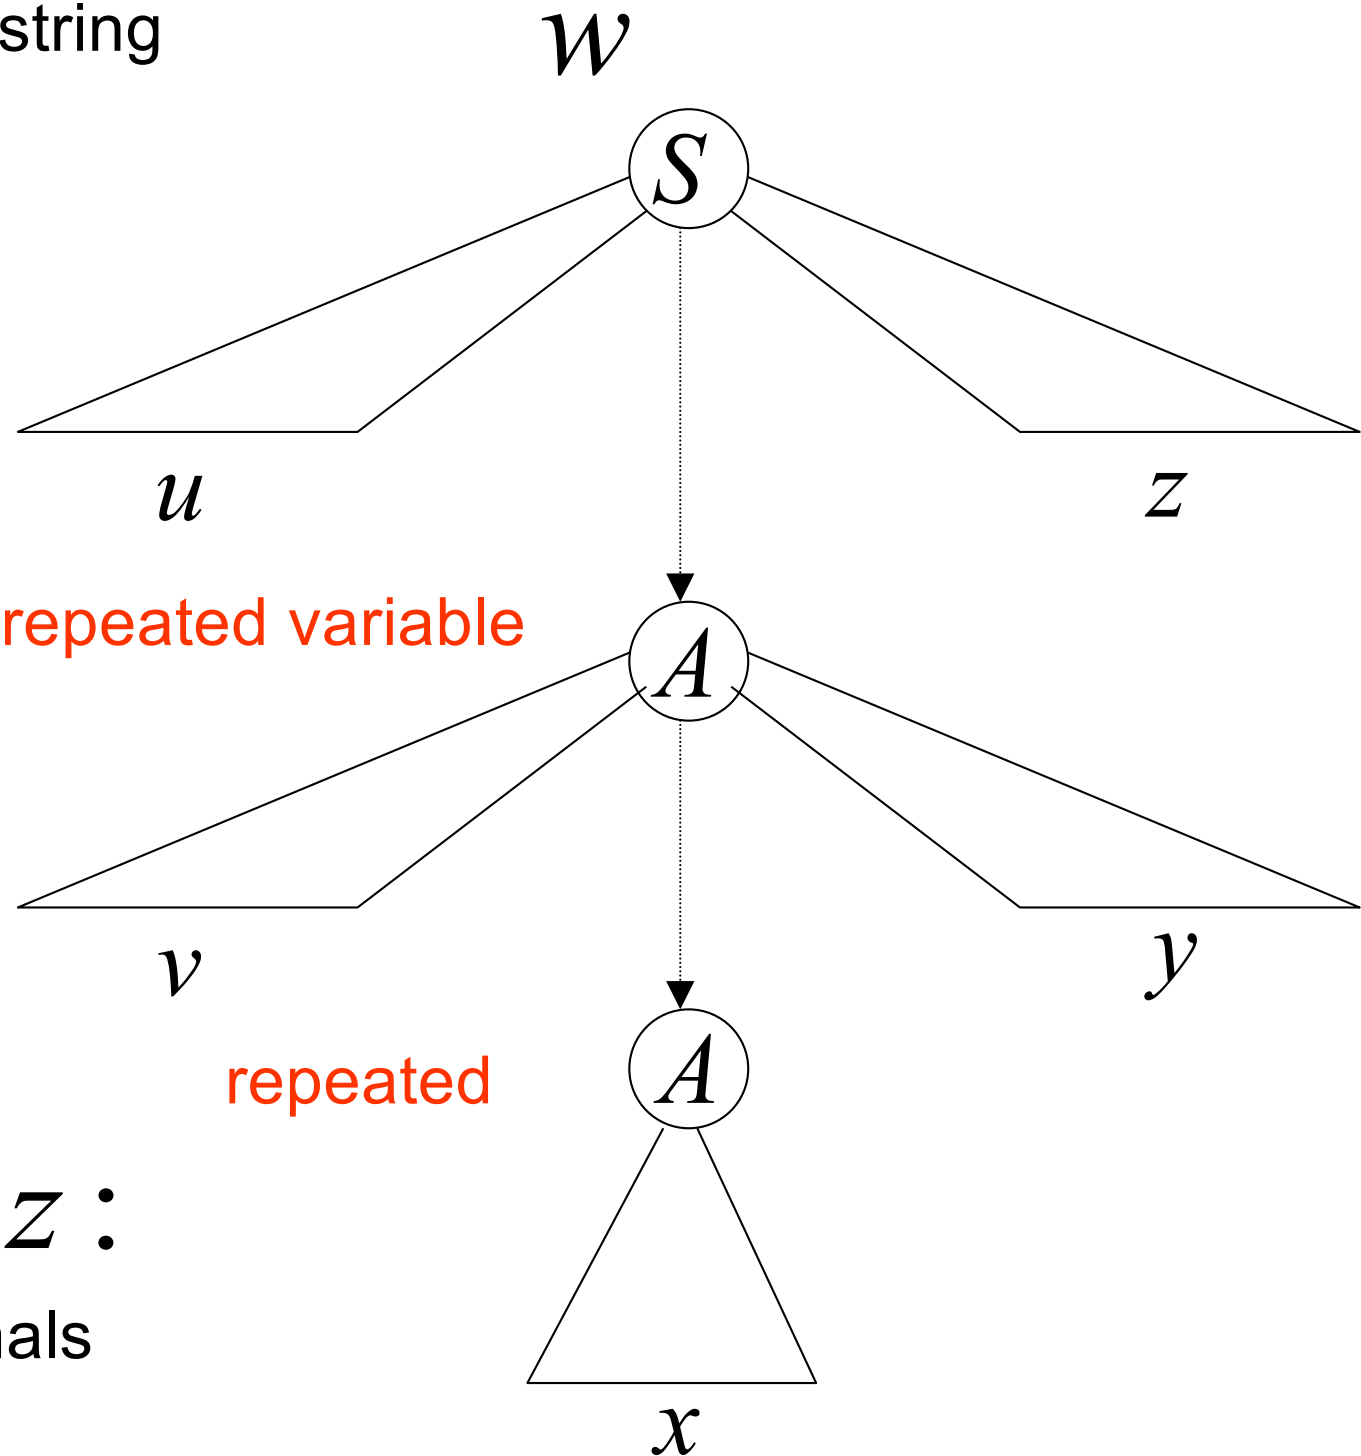 string w
S
u z
repeated variable
A
v y
A
repeated
z :
als
x